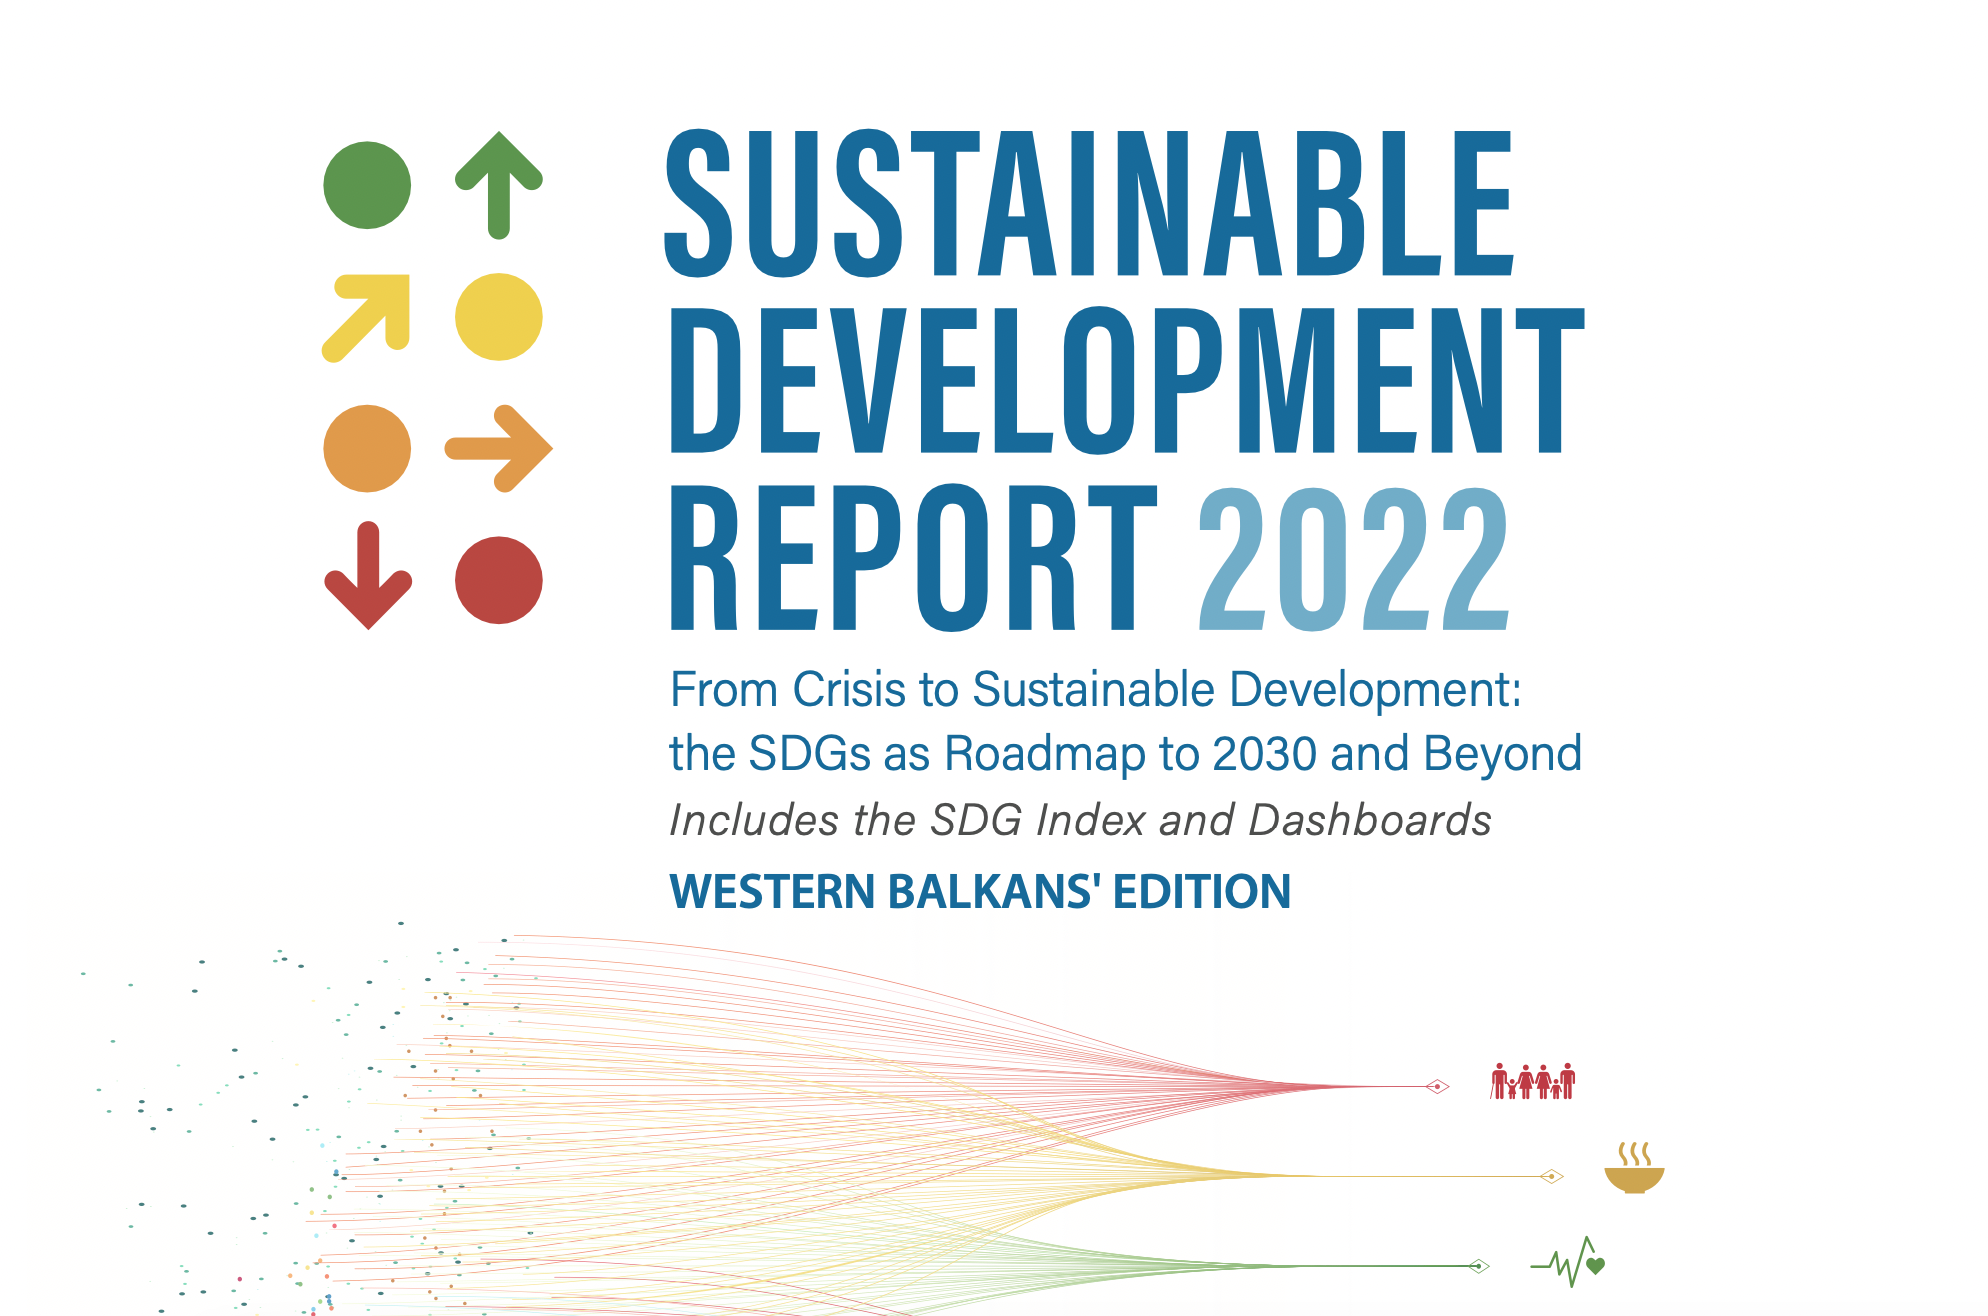 SUSTAINABLE
DEVELOPMENT
REPORT 2022
From Crisis to Sustainable Development:
the SDGs as Roadmap to 2030 and Beyond
Includes the SDG Index and Dashboards
WESTERN BALKANS' EDITION